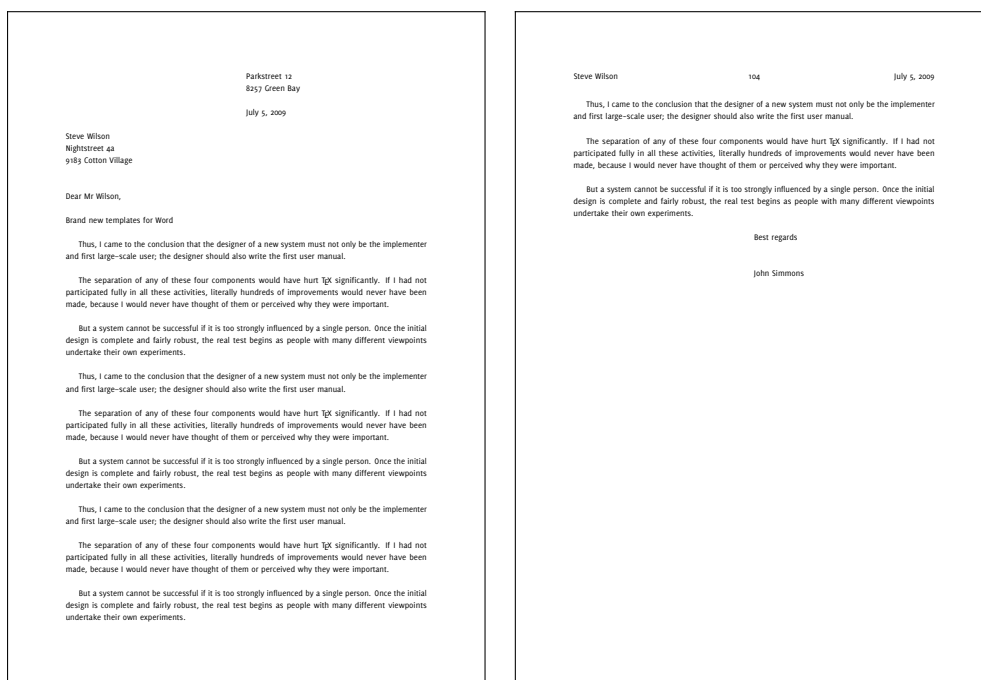 Parkstreet 12
8257 Green Bay
July 5, 2009
Steve Wilson
Nightstreet 4a
9183 Cotton Village
Dear Mr Wilson,
Brand new templates for Word
Thus, I came to the conclusion that the designer of a new system must not only be the implementer
and first large-scale user; the designer should also write the first user manual.
The separation of any of these four components would have hurt TEX significantly. If I had not
participated fully in all these activities, literally hundreds of improvements would never have been
made, because I would never have thought of them or perceived why they were important.
But a system cannot be successful if it is too strongly influenced by a single person. Once the initial
design is complete and fairly robust, the real test begins as people with many different viewpoints
undertake their own experiments.
Thus, I came to the conclusion that the designer of a new system must not only be the implementer
and first large-scale user; the designer should also write the first user manual.
The separation of any of these four components would have hurt TEX significantly. If I had not
participated fully in all these activities, literally hundreds of improvements would never have been
made, because I would never have thought of them or perceived why they were important.
But a system cannot be successful if it is too strongly influenced by a single person. Once the initial
design is complete and fairly robust, the real test begins as people with many different viewpoints
undertake their own experiments.
Thus, I came to the conclusion that the designer of a new system must not only be the implementer
and first large-scale user; the designer should also write the first user manual.
The separation of any of these four components would have hurt TEX significantly. If I had not
participated fully in all these activities, literally hundreds of improvements would never have been
made, because I would never have thought of them or perceived why they were important.
But a system cannot be successful if it is too strongly influenced by a single person. Once the initial
design is complete and fairly robust, the real test begins as people with many different viewpoints
undertake their own experiments.
Steve Wilson 104 July 5, 2009
Thus, I came to the conclusion that the designer of a new system must not only be the implementer
and first large-scale user; the designer should also write the first user manual.
The separation of any of these four components would have hurt TEX significantly. If I had not
participated fully in all these activities, literally hundreds of improvements would never have been
made, because I would never have thought of them or perceived why they were important.
But a system cannot be successful if it is too strongly influenced by a single person. Once the initial
design is complete and fairly robust, the real test begins as people with many different viewpoints
undertake their own experiments.
Best regards
John Simmons